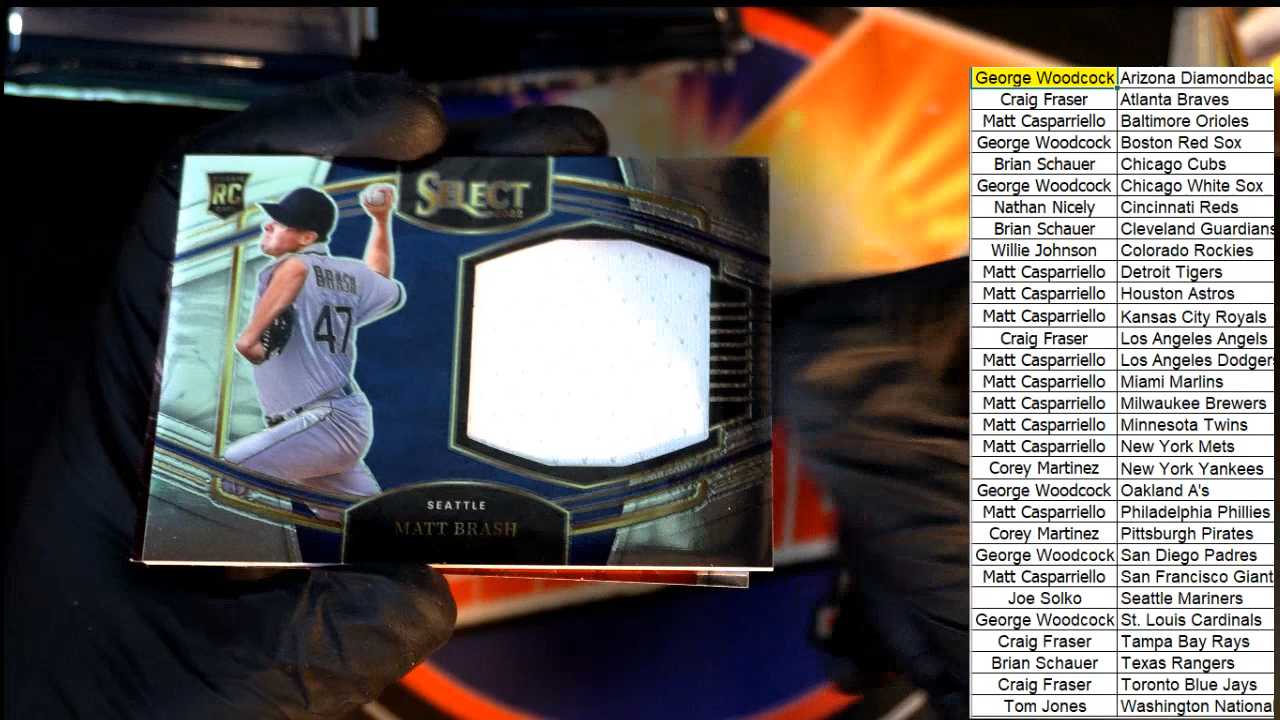 RC
SELECT
2022
BRASH
47
SEATTLE
MATT BRASH
George Woodcock Arizona Diamondbac
Craig Fraser Atlanta Braves
Matt Casparriello Baltimore Orioles
George Woodcock Boston Red Sox
Brian Schauer Chicago Cubs
George Woodcock Chicago White Sox
Nathan Nicely Cincinnati Reds
Brian Schauer Cleveland Guardians
Willie Johnson Colorado Rockies
Matt Casparriello Detroit Tigers
Matt Casparriello Houston Astros
Matt Casparriello Kansas City Royals
Craig Fraser Los Angeles Angels
Matt Casparriello Los Angeles Dodgers
Matt Casparriello Miami Marlins
Matt Casparriello Milwaukee Brewers
Matt Casparriello Minnesota Twins
Matt Casparriello New York Mets
Corey Martinez New York Yankees
George Woodcock Oakland A's
Matt Casparriello Philadelphia Phillies
Corey Martinez Pittsburgh Pirates
George Woodcock San Diego Padres
Matt Casparriello San Francisco Giant
Joe Solko Seattle Mariners
George Woodcock St. Louis Cardinals
Craig Fraser Tampa Bay Rays
Brian Schauer Texas Rangers
Craig Fraser Toronto Blue Jays
Tom Jones Washington Nationa